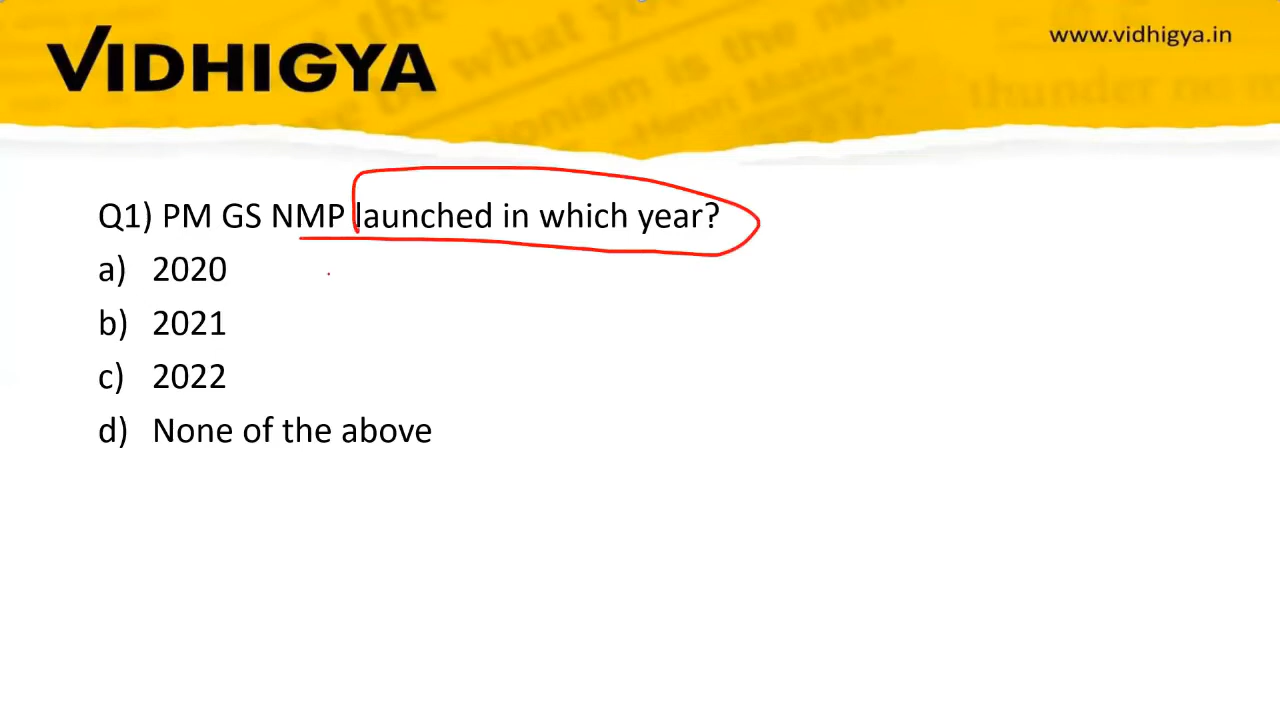 VIDHIGYA
www.vidhigya.in
Q1) PM GS NMP launched in which year?
a) 2020
b) 2021
c) 2022
d) None of the above